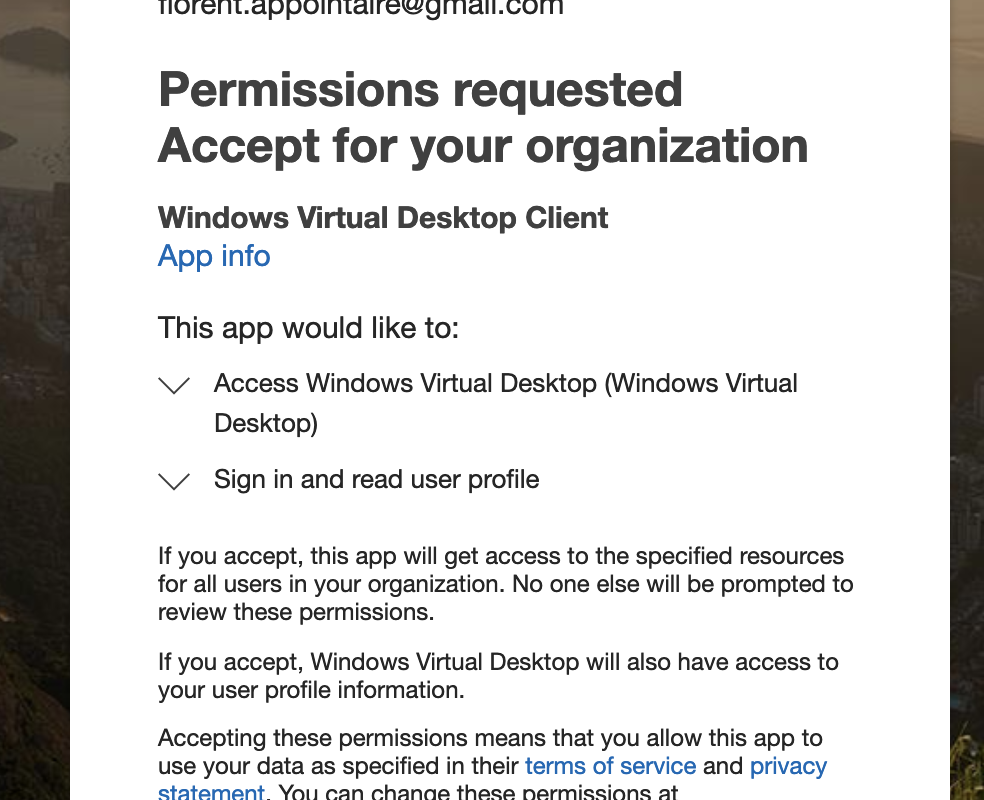 florent.appointaire@gmail.com
Permissions requested
Accept for your organization
Windows Virtual Desktop Client
App info
This app would like to:
Access Windows Virtual Desktop (Windows Virtual
Desktop)
Sign in and read user profile
If you accept, this app will get access to the specified resources
for all users in your organization. No one else will be prompted to
review these permissions.
If you accept, Windows Virtual Desktop will also have access to
your user profile information.
Accepting these permissions means that you allow this app to
use your data as specified in their terms of service and privacy
statement. You can change these permissions at